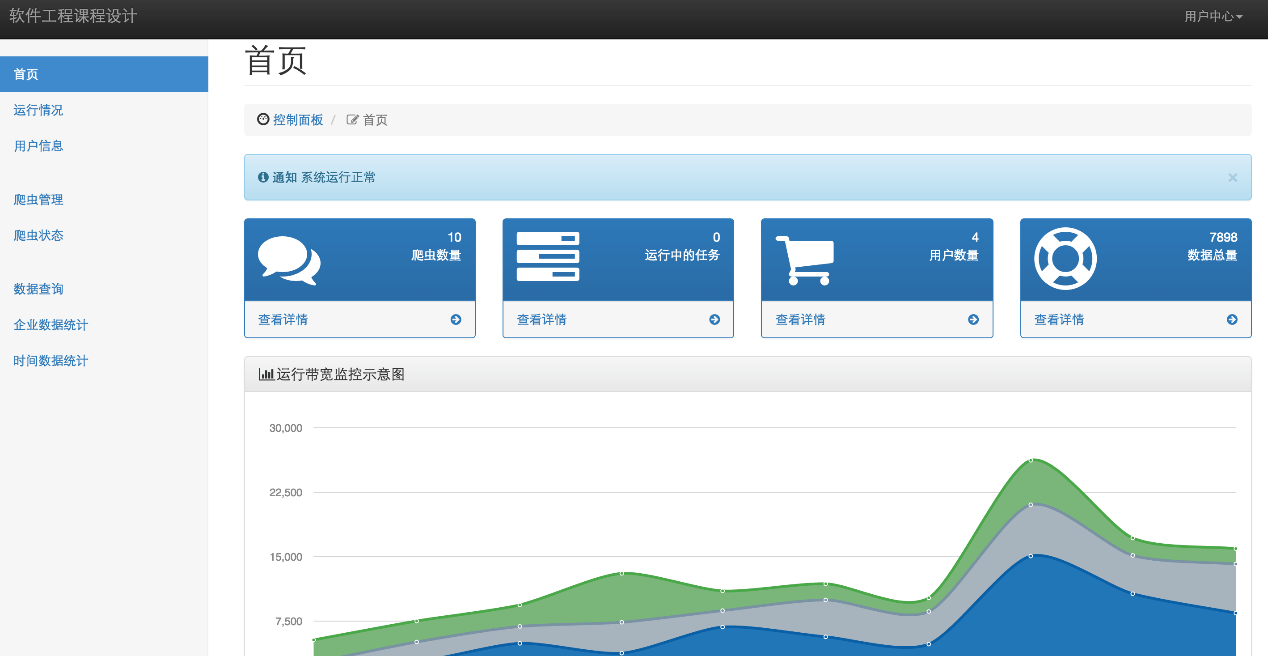 软件工程课程设计
用户中心
首页
运行情况
用户信息
爬虫管理
爬虫状态
数据查询
企业数据统计
时间数据统计
首页
控制面板 / 首页
通知 系统运行正常 ×
10
爬虫数量
查看详情
0
运行中的任务
查看详情
4
用户数量
查看详情
7898
数据总量
查看详情
运行带宽监控示意图
30,000
22,500
15,000
7,500